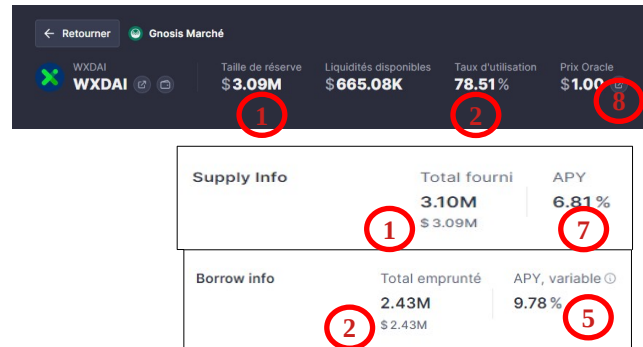 ← Retourner Gnosis Marché
WXDAI Taille de réserve Liquidités disponibles Taux d'utilisation Prix Oracle
WXDAI $3.09M $665.08K 78.51% $1.00
1 2 8
Supply Info Total fourni APY
3.10M 6.81%
$3.09M
1 7
Borrow info Total emprunté APY, variable
2.43M 9.78%
$2.43M
2 5